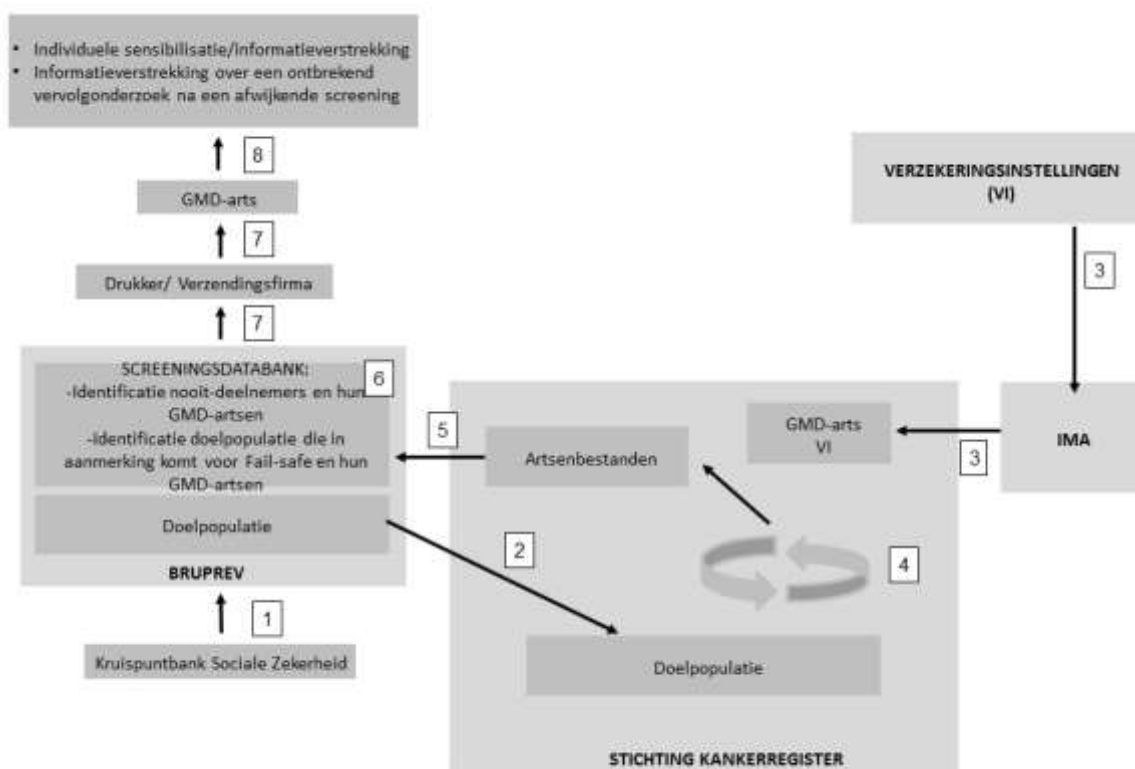 • Individuele sensibilisatie/informatieverstrekking
• Informatieverstrekking over een ontbrekend
vervolgonderzoek na een afwijkende screening
8
GMD-arts
7
Drukker/ Verzendingsfirma
7
SCREENINGSDATABANK:
-Identificatie nooit-deelnemers en hun
GMD-artsen
-Identificatie doelpopulatie die in
aanmerking komt voor Fail-safe en hun
GMD-artsen
6
Doelpopulatie
BRUPREV
1
Kruispuntbank Sociale Zekerheid
2
5
Artsenbestanden
GMD-arts
VI
4
Doelpopulatie
STICHTING KANKERREGISTER
VERZEKERINGSINSTELLINGEN
(VI)
3
IMA
3